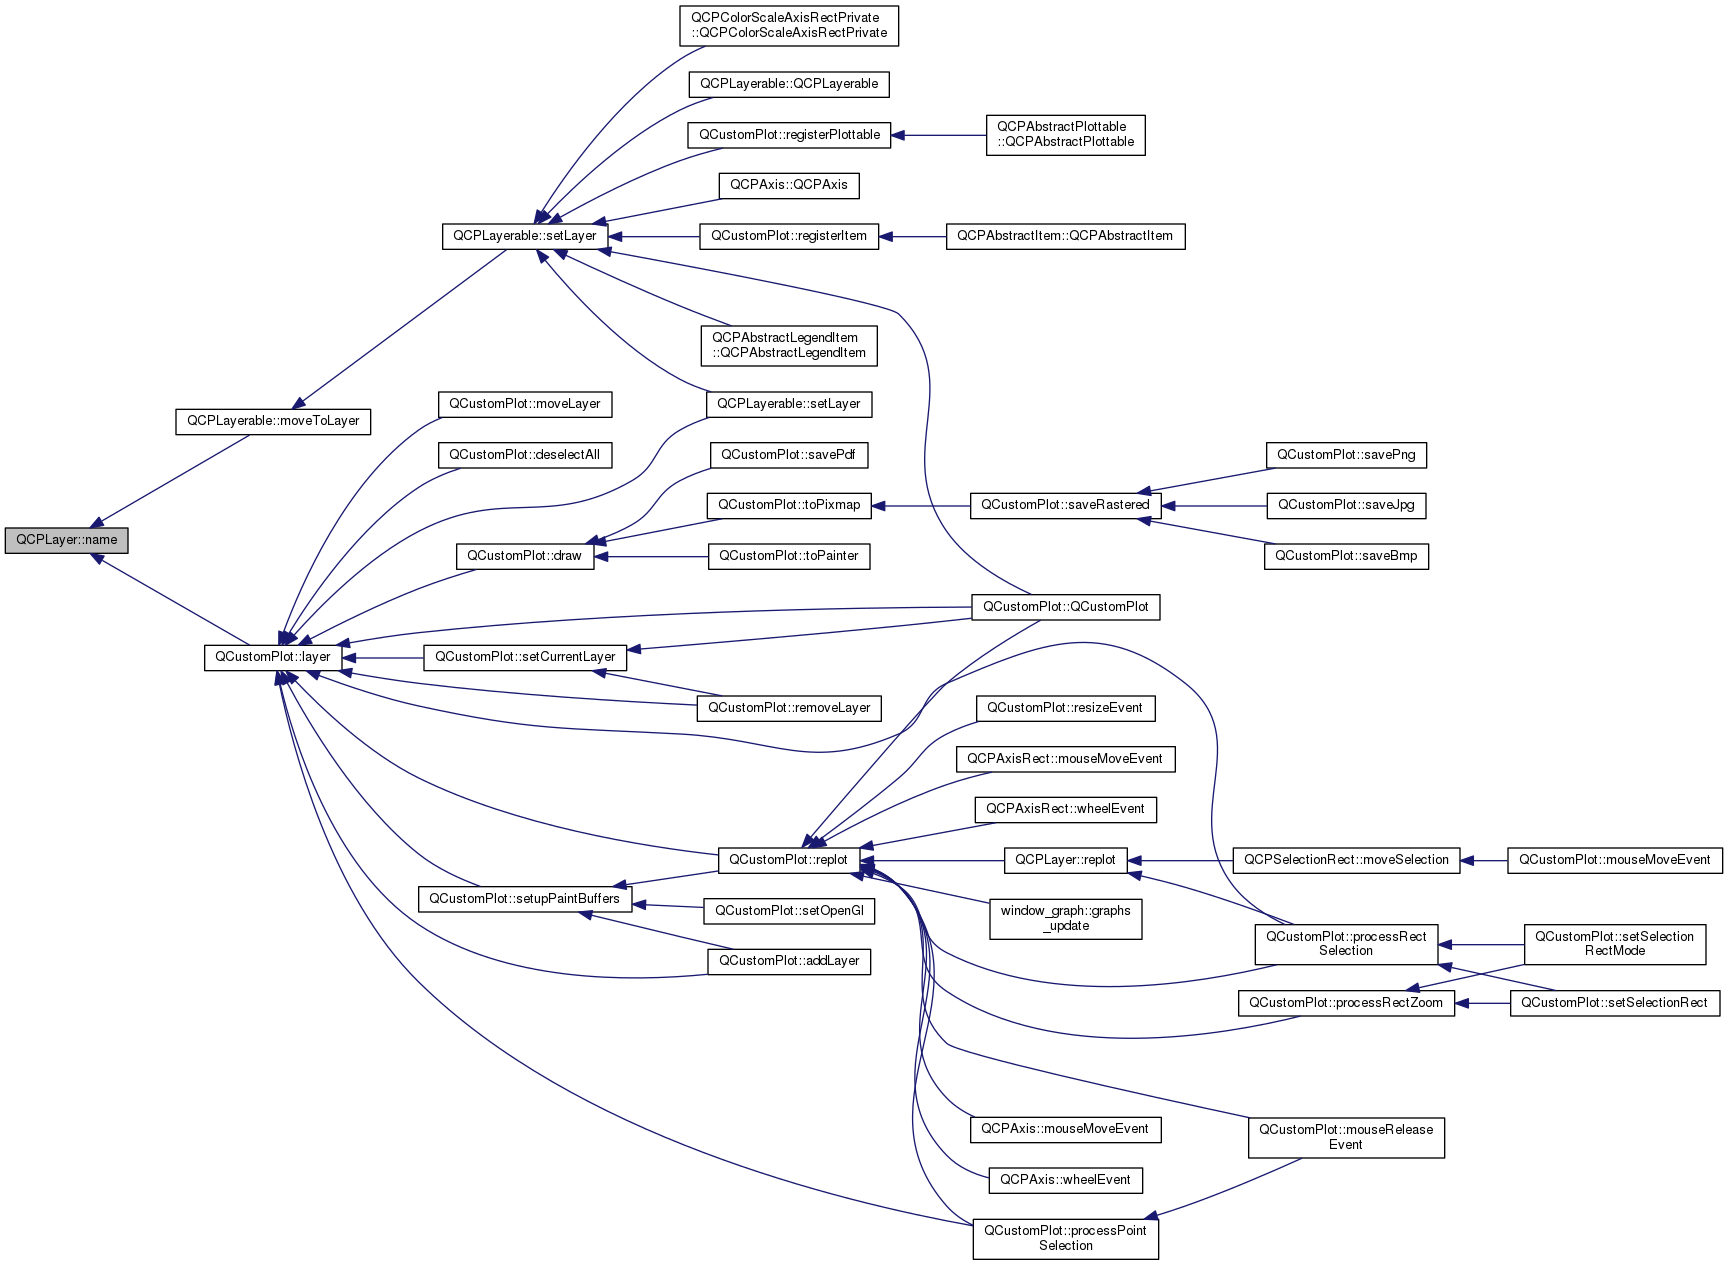 QCPColorScaleAxisRectPrivate
::QCPColorScaleAxisRectPrivate
QCPLayerable::QCPLayerable
QCustomPlot::registerPlottable
QCPAbstractPlottable
::QCPAbstractPlottable
QCPAxis::QCPAxis
QCPLayerable::setLayer
QCustomPlot::registerItem
QCPAbstractItem::QCPAbstractItem
QCPAbstractLegendItem
::QCPAbstractLegendItem
QCPLayerable::moveToLayer
QCustomPlot::moveLayer
QCPLayerable::setLayer
QCustomPlot::deselectAll
QCustomPlot::savePdf
QCustomPlot::savePng
QCustomPlot::toPixmap
QCustomPlot::saveRastered
QCustomPlot::saveJpg
QCPLayer::name
QCustomPlot::draw
QCustomPlot::toPainter
QCustomPlot::saveBmp
QCustomPlot::QCustomPlot
QCustomPlot::layer
QCustomPlot::setCurrentLayer
QCustomPlot::removeLayer
QCustomPlot::resizeEvent
QCPAxisRect::mouseMoveEvent
QCPAxisRect::wheelEvent
QCustomPlot::replot
QCPLayer::replot
QCPSelectionRect::moveSelection
QCustomPlot::mouseMoveEvent
QCustomPlot::setupPaintBuffers
QCustomPlot::setOpenGl
window_graph::graphs
_update
QCustomPlot::addLayer
QCustomPlot::processRect
Selection
QCustomPlot::setSelection
RectMode
QCustomPlot::processRectZoom
QCustomPlot::setSelectionRect
QCPAxis::mouseMoveEvent
QCustomPlot::mouseRelease
Event
QCPAxis::wheelEvent
QCustomPlot::processPoint
Selection